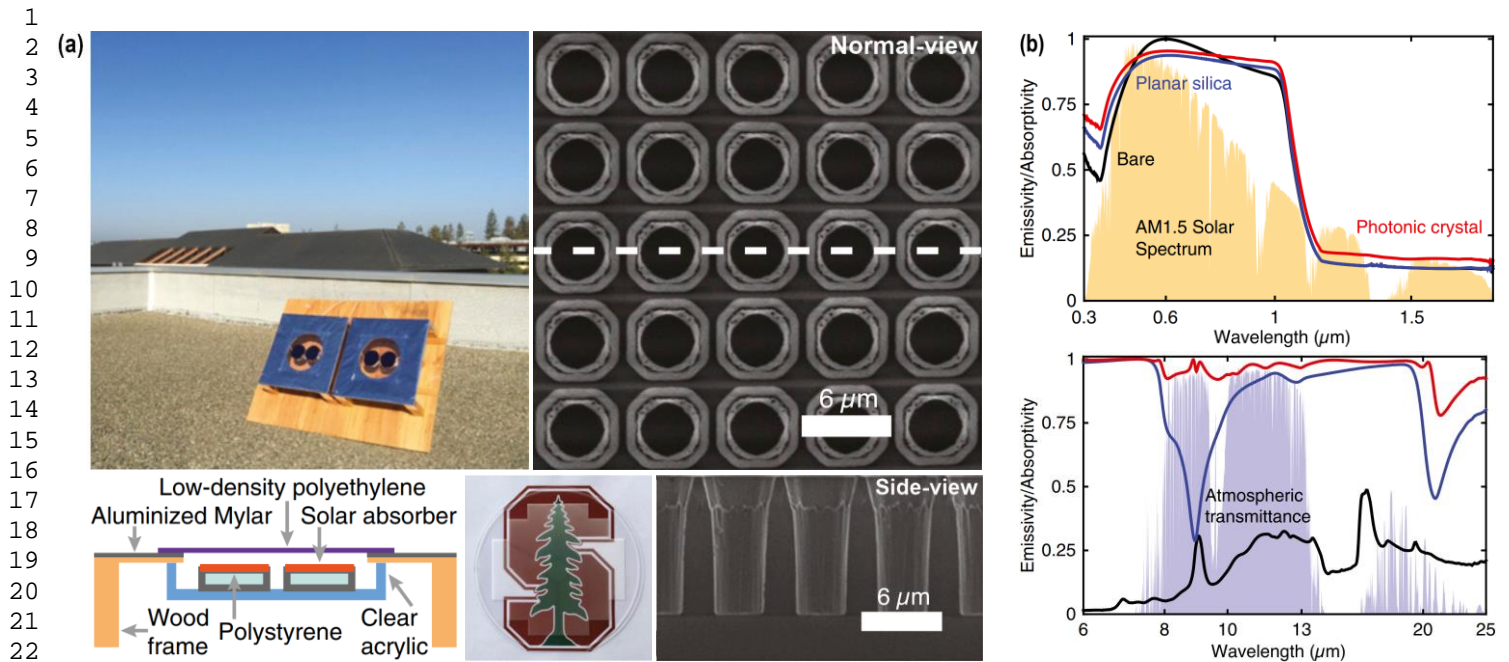 1
2
3
4
5
6
7
8
9
10
11
12
13
14
15
16
17
18
19
20
21
22
(a)
Normal-view
6 µm
Low-density polyethylene
Aluminized Mylar
Solar absorber
Wood
frame
Polystyrene
Clear
acrylic
Side-view
6 µm
(b)
Emissivity/Absorptivity
1
0.75
0.5
0.25
0
Planar silica
Bare
AM1.5 Solar
Spectrum
Photonic crystal
0.3
0.6
1
1.5
Wavelength (µm)
Emissivity/Absorptivity
1
0.75
0.5
0.25
0
Atmospheric
transmittance
6
8
10
13
20
25
Wavelength (µm)